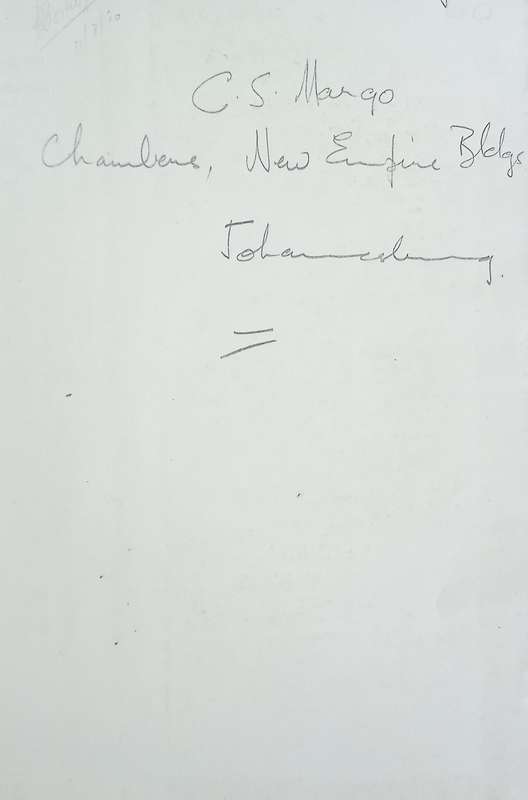 C. S. Margo
Chambers, New Empire Bldgs
Johannesburg.